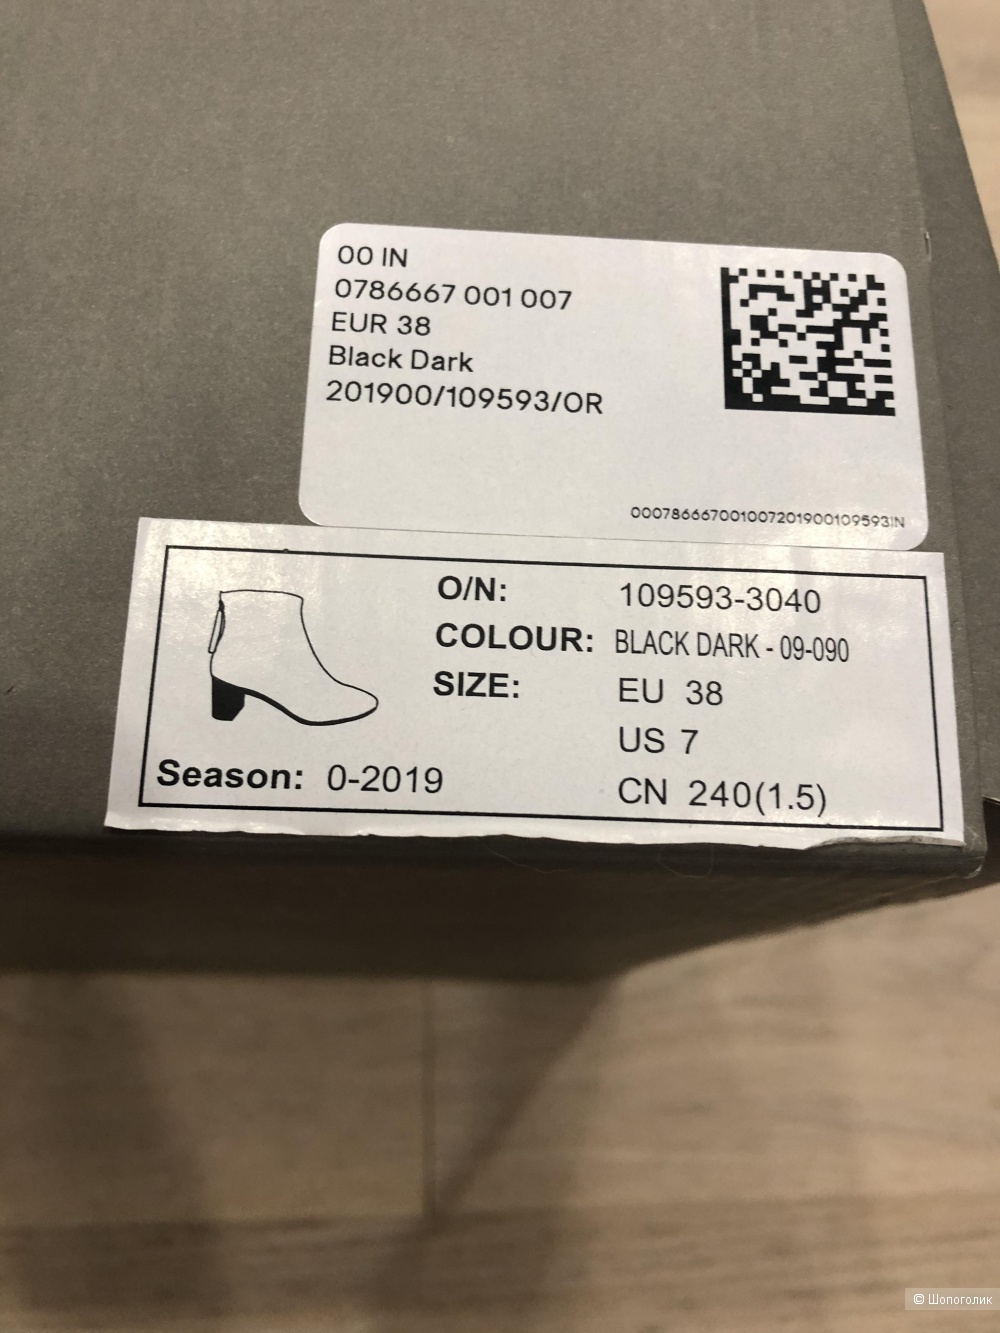 00 IN
0786667 001 007
EUR 38
Black Dark
201900/109593/OR
000786667001007201900109593IN
O/N: 109593-3040
COLOUR: BLACK DARK - 09-090
SIZE: EU 38
US 7
CN 240(1.5)
Season: 0-2019
© Шопоголик